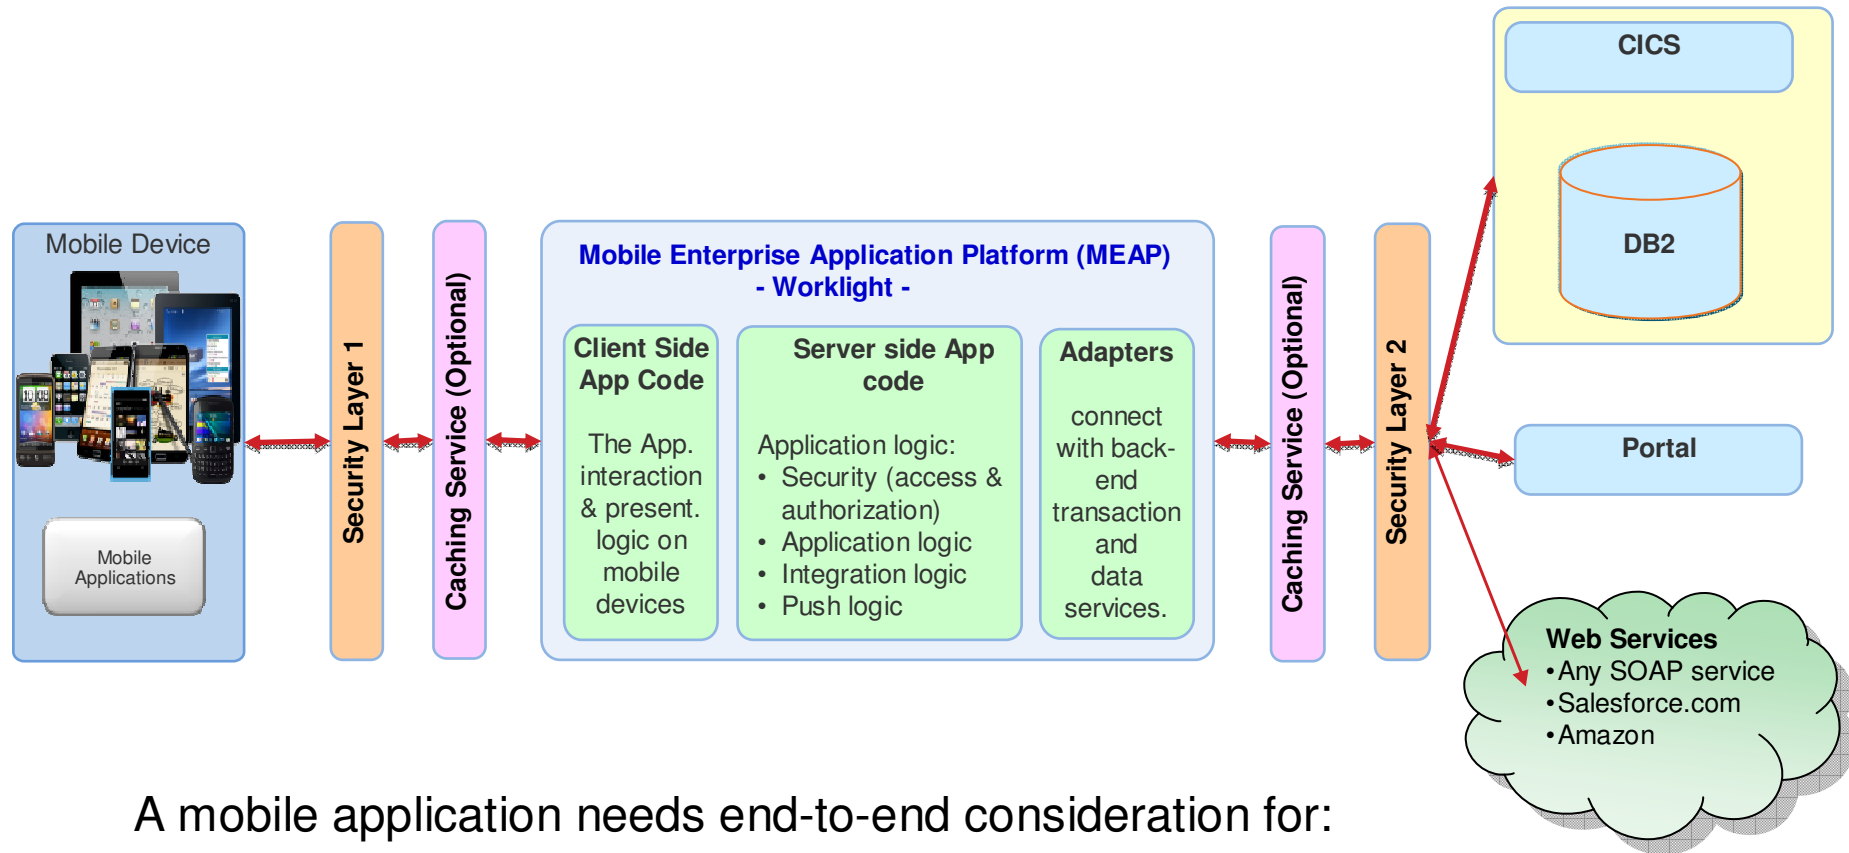 Mobile Device
10:08
Mobile
Applications
Security Layer 1
Caching Service (Optional)
Mobile Enterprise Application Platform (MEAP)
- Worklight -
Client Side
App Code
The App.
interaction
& present.
logic on
mobile
devices
Server side App
code
Application logic:
• Security (access &
authorization)
• Application logic
• Integration logic
• Push logic
Adapters
connect
with back-
end
transaction
and
data
services.
Caching Service (Optional)
Security Layer 2
CICS
DB2
Portal
Web Services
•Any SOAP service
•Salesforce.com
•Amazon
A mobile application needs end-to-end consideration for: